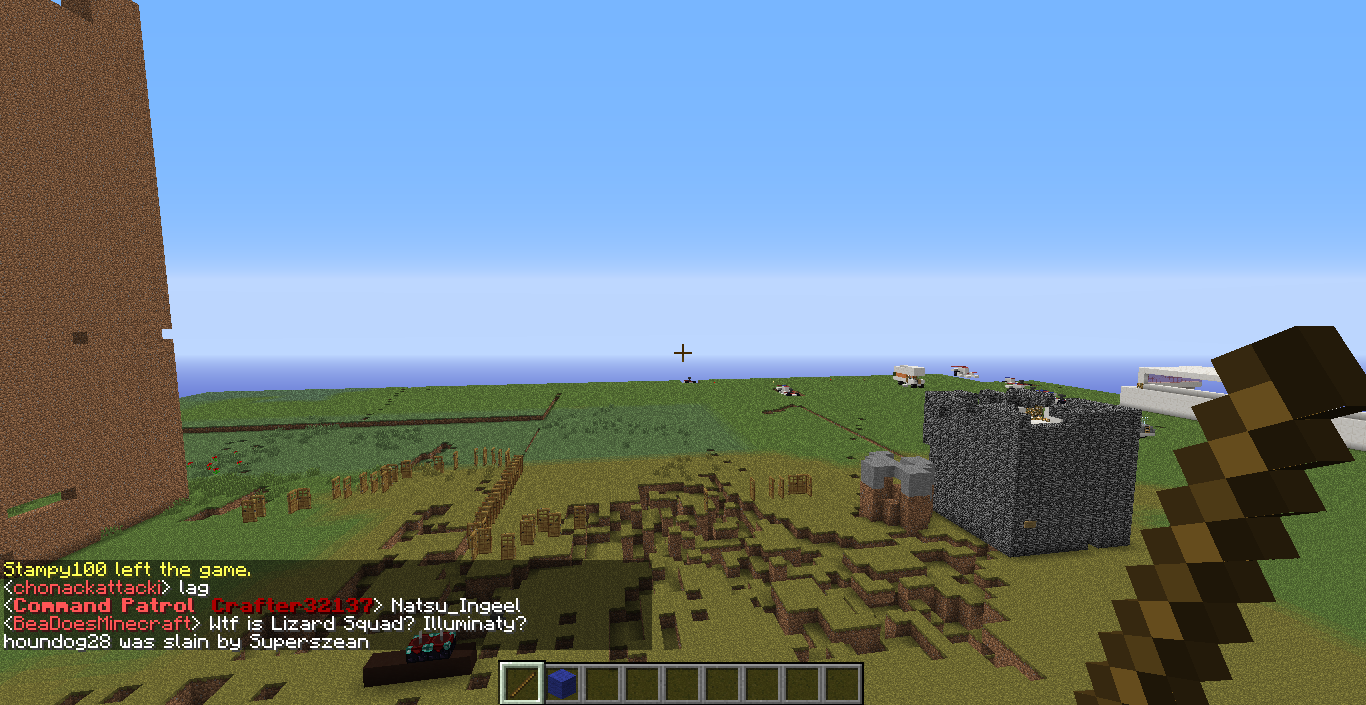 Stampy100 left the game.
<chonackattacki> lag
<Command Patrol Crafter32137> Natsu_Ingeel
<BeaDoesMinecraft> Wtf is Lizard Squad? Illuminaty?
houndog28 was slain by Superszean